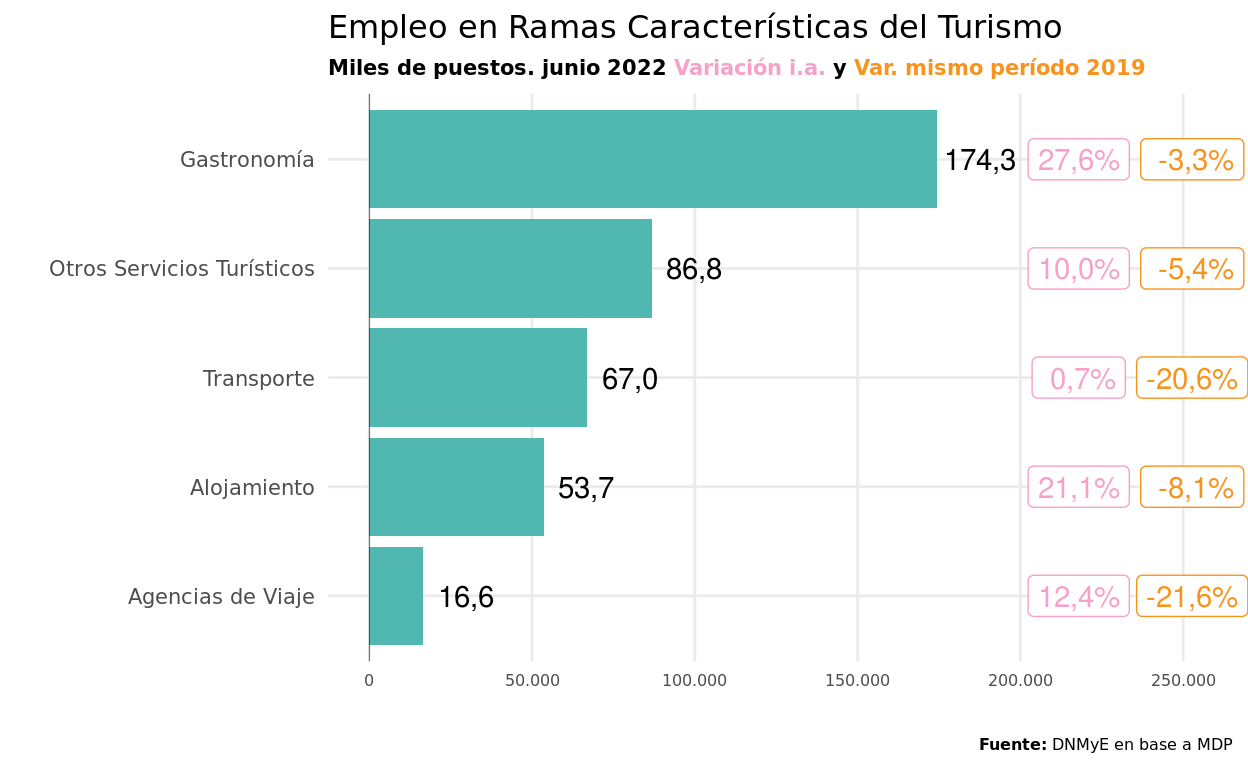 Empleo en Ramas Características del Turismo
Miles de puestos. junio 2022 Variación i.a. y Var. mismo período 2019
Gastronomía 174,3 27,6% -3,3%
Otros Servicios Turísticos 86,8 10,0% -5,4%
Transporte 67,0 0,7% -20,6%
Alojamiento 53,7 21,1% -8,1%
Agencias de Viaje 16,6 12,4% -21,6%
0 50.000 100.000 150.000 200.000 250.000
Fuente: DNMyE en base a MDP